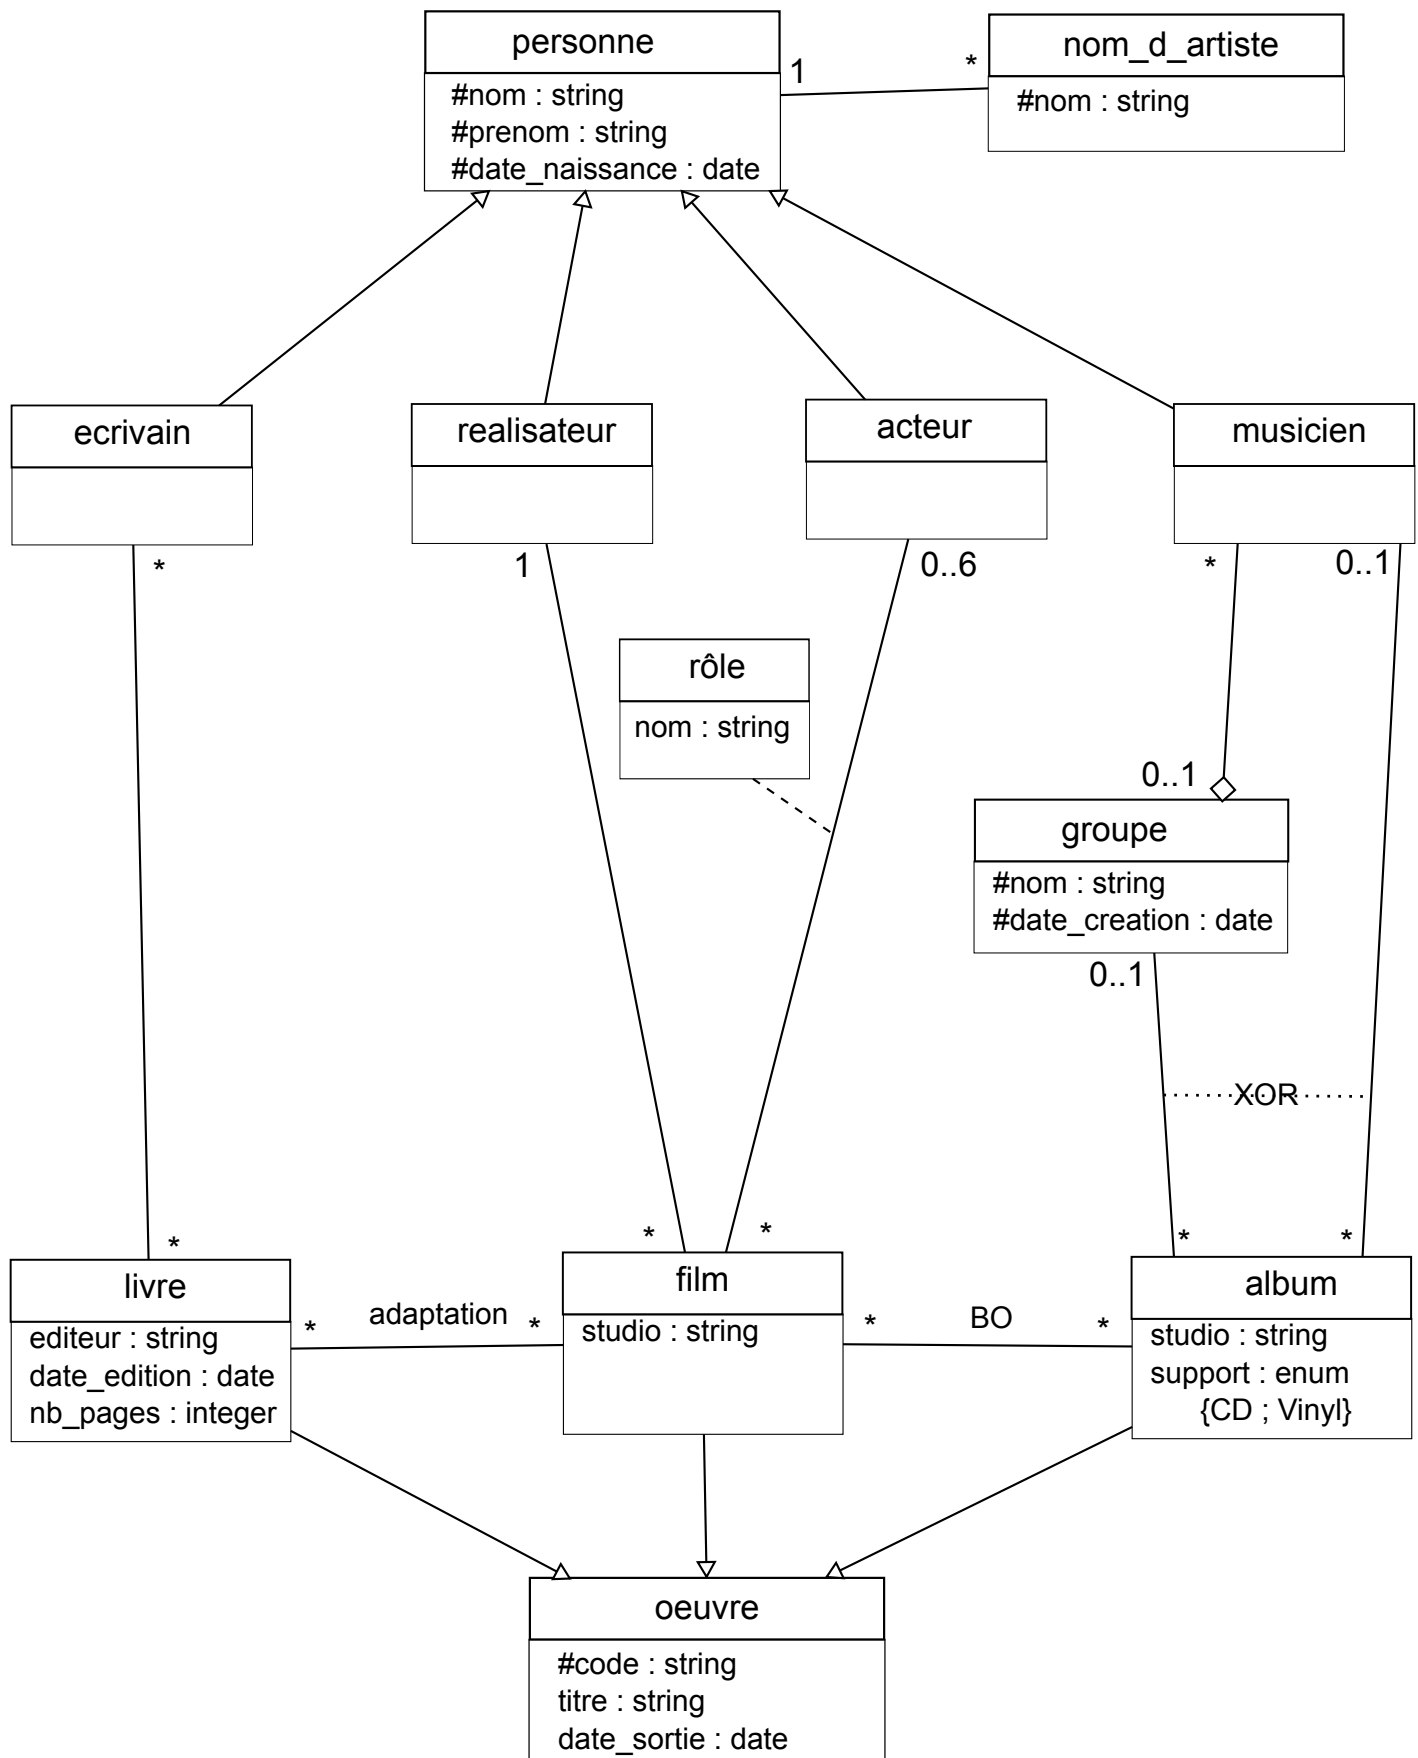 personne
#nom : string
#prenom : string
#date_naissance : date
1
*
nom_d_artiste
#nom : string
ecrivain
realisateur
acteur
musicien
*
1
0..6
*
0..1
rôle
nom : string
0..1
groupe
#nom : string
#date_creation : date
0..1
XOR
*
*
*
*
*
livre
editeur : string
date_edition : date
nb_pages : integer
*
adaptation
*
film
studio : string
*
BO
*
album
studio : string
support : enum
{CD ; Vinyl}
oeuvre
#code : string
titre : string
date_sortie : date